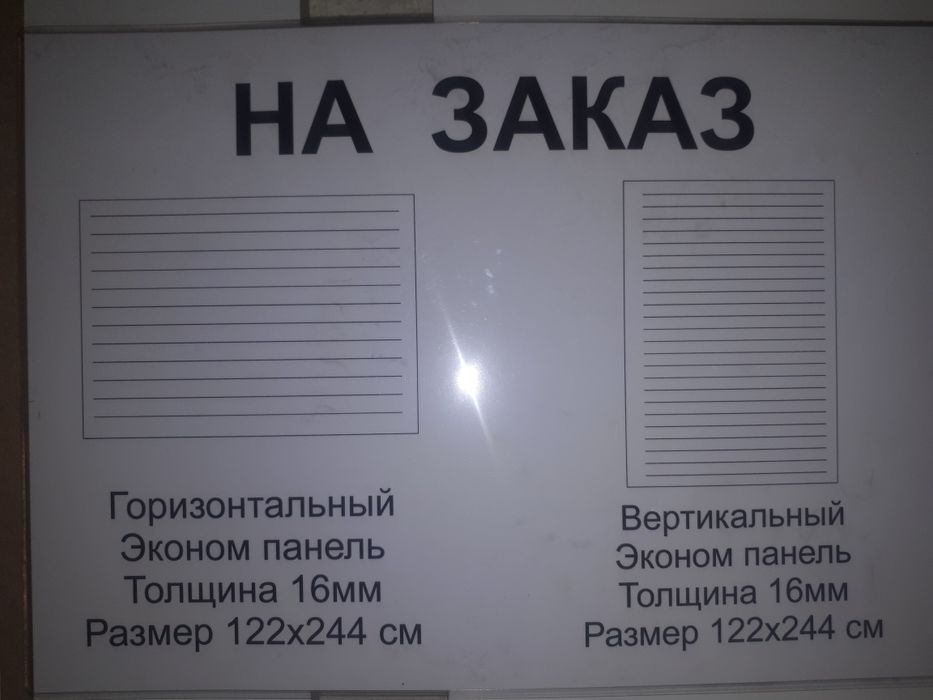 НА ЗАКАЗ
Горизонтальный
Эконом панель
Толщина 16мм
Размер 122х244 см
Вертикальный
Эконом панель
Толщина 16мм
Размер 122х244 см